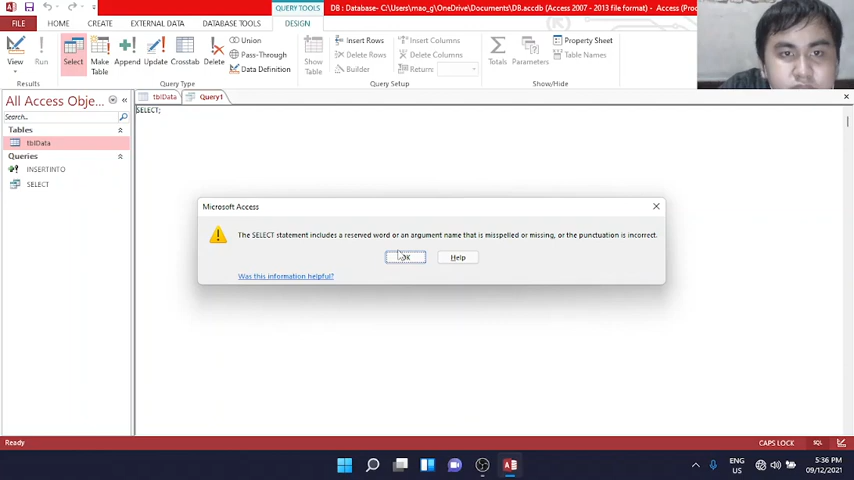 QUERY TOOLS
DB : Database- C:\Users\mao_g\OneDrive\Documents\DB.accdb (Access 2007 - 2013 file format) - Access (Pro
FILE HOME CREATE EXTERNAL DATA DATABASE TOOLS DESIGN
View Run Select Make Table Append Update Crosstab Delete
Union
Pass-Through
Data Definition
Show Table
Insert Rows
Delete Rows
Builder
Insert Columns
Delete Columns
Return:
Totals Parameters
Property Sheet
Table Names
Results Query Type Query Setup Show/Hide
All Access Obje...
tblData Query1
Search...
SELECT;
Tables
tblData
Queries
INSERTINTO
SELECT
Microsoft Access
The SELECT statement includes a reserved word or an argument name that is misspelled or missing, or the punctuation is incorrect.
OK Help
Was this information helpful?
Ready CAPS LOCK SQL
ENG US
5:36 PM
09/12/2021